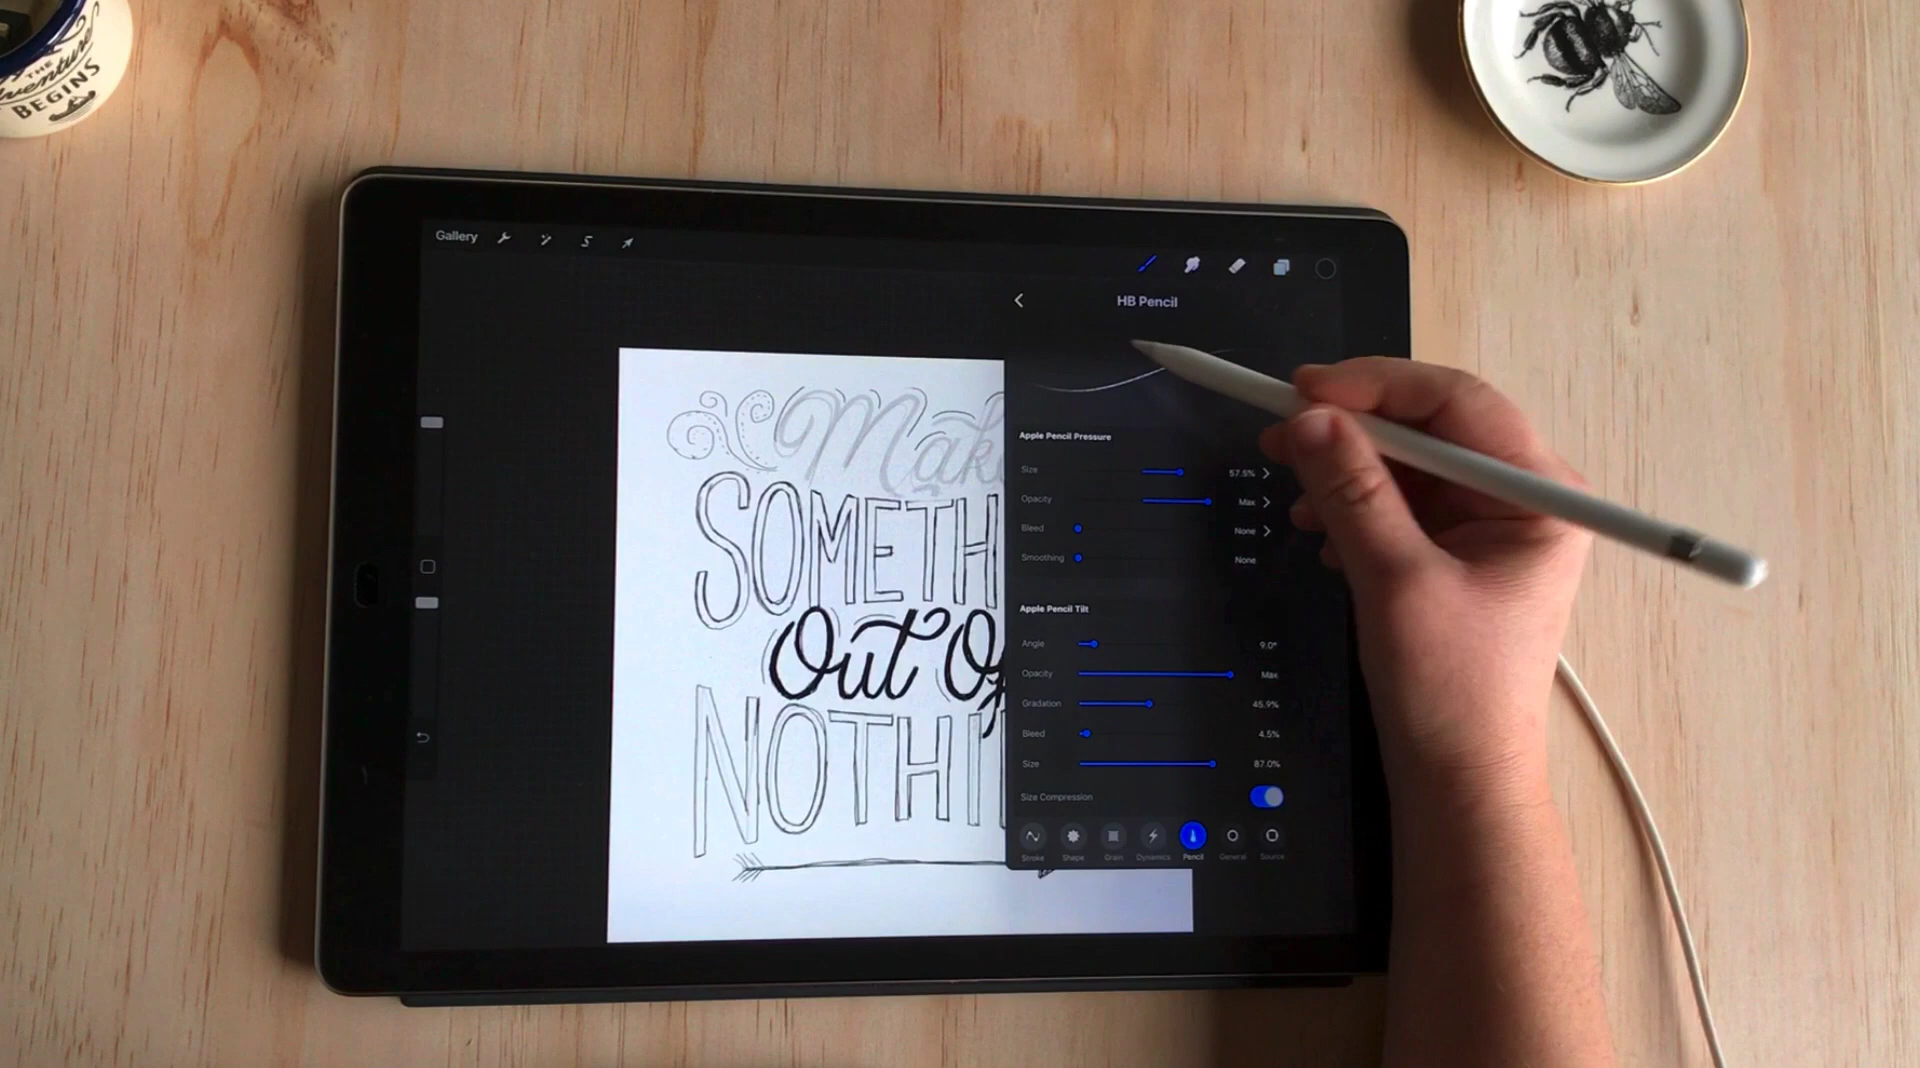 THE
Adventure
BEGINS
Gallery
HB Pencil
Apple Pencil Pressure
Size 57.5%
Opacity Max
Bleed None
Smoothing None
Apple Pencil Tilt
Angle 9.0°
Opacity Max
Gradation 45.9%
Bleed 4.5%
Size 87.0%
Size Compression
Stroke Shape Grain Dynamics Pencil General Source
Mak
SOMETH
Out Of
NOTHI